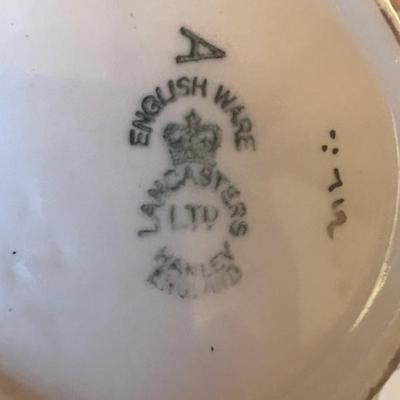 A
ENGLISH WARE
LANCASTERS
LTD
HANLEY
ENGLAND